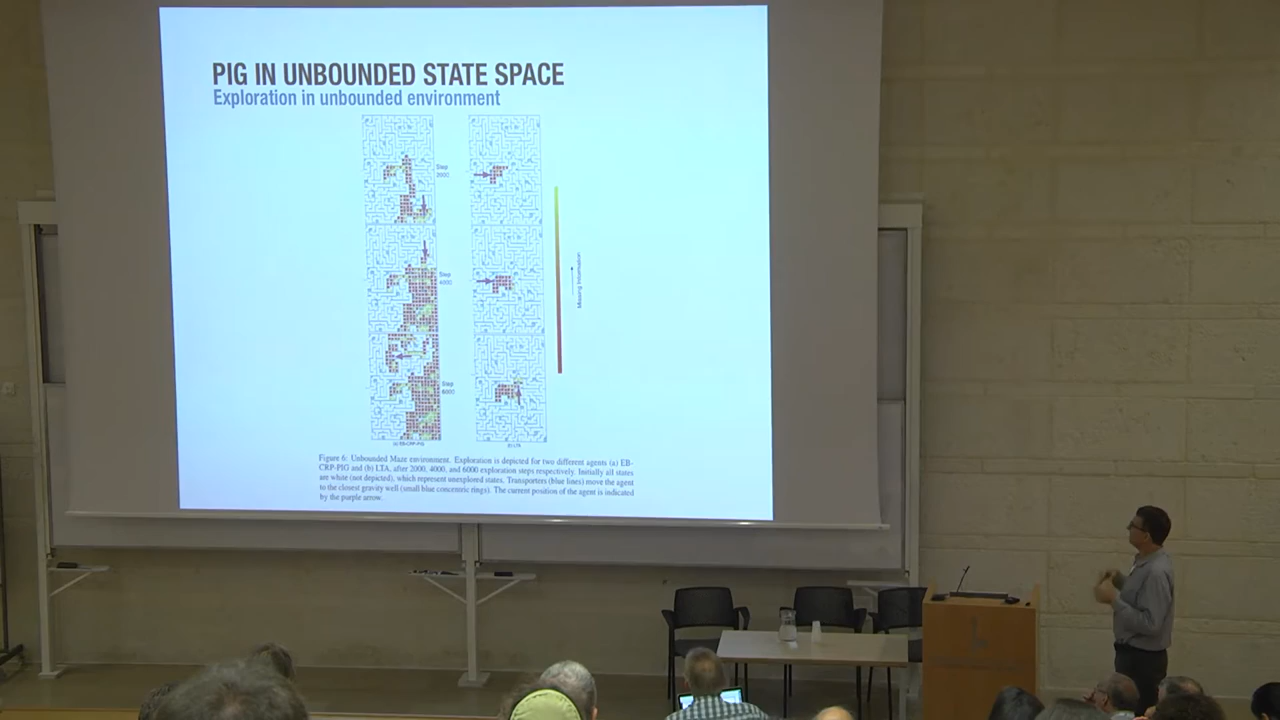 PIG IN UNBOUNDED STATE SPACE
Exploration in unbounded environment
Step
2000
Step
4000
Step
6000
Missing Information
(a) EB-CRP-PIG
(b) LTA
Figure 6: Unbounded Maze environment. Exploration is depicted for two different agents (a) EB-
CRP-PIG and (b) LTA, after 2000, 4000, and 6000 exploration steps respectively. Initially all states
are white (not depicted), which represent unexplored states. Transporters (blue lines) move the agent
to the closest gravity well (small blue concentric rings). The current position of the agent is indicated
by the purple arrow.